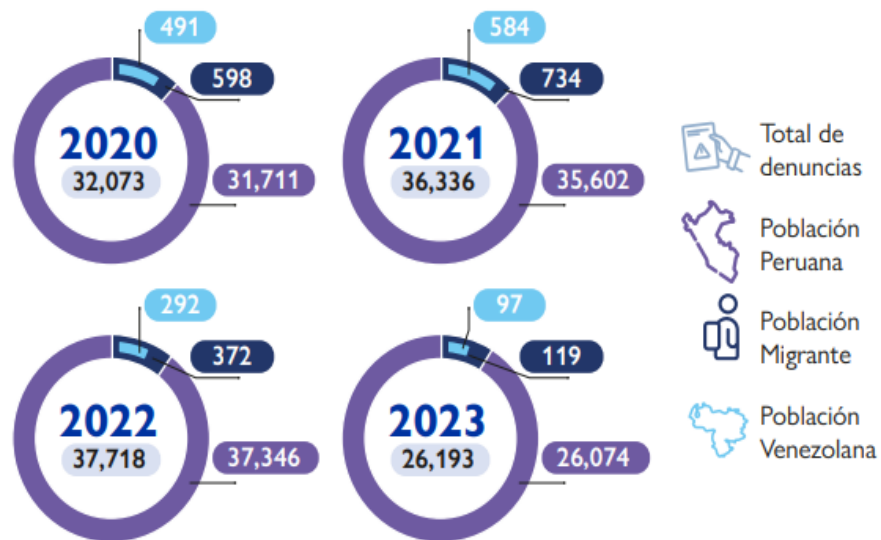 491
598
2020
32,073
31,711
584
734
2021
36,336
35,602
292
372
2022
37,718
37,346
97
119
2023
26,193
26,074
Total de
denuncias
Población
Peruana
Población
Migrante
Población
Venezolana